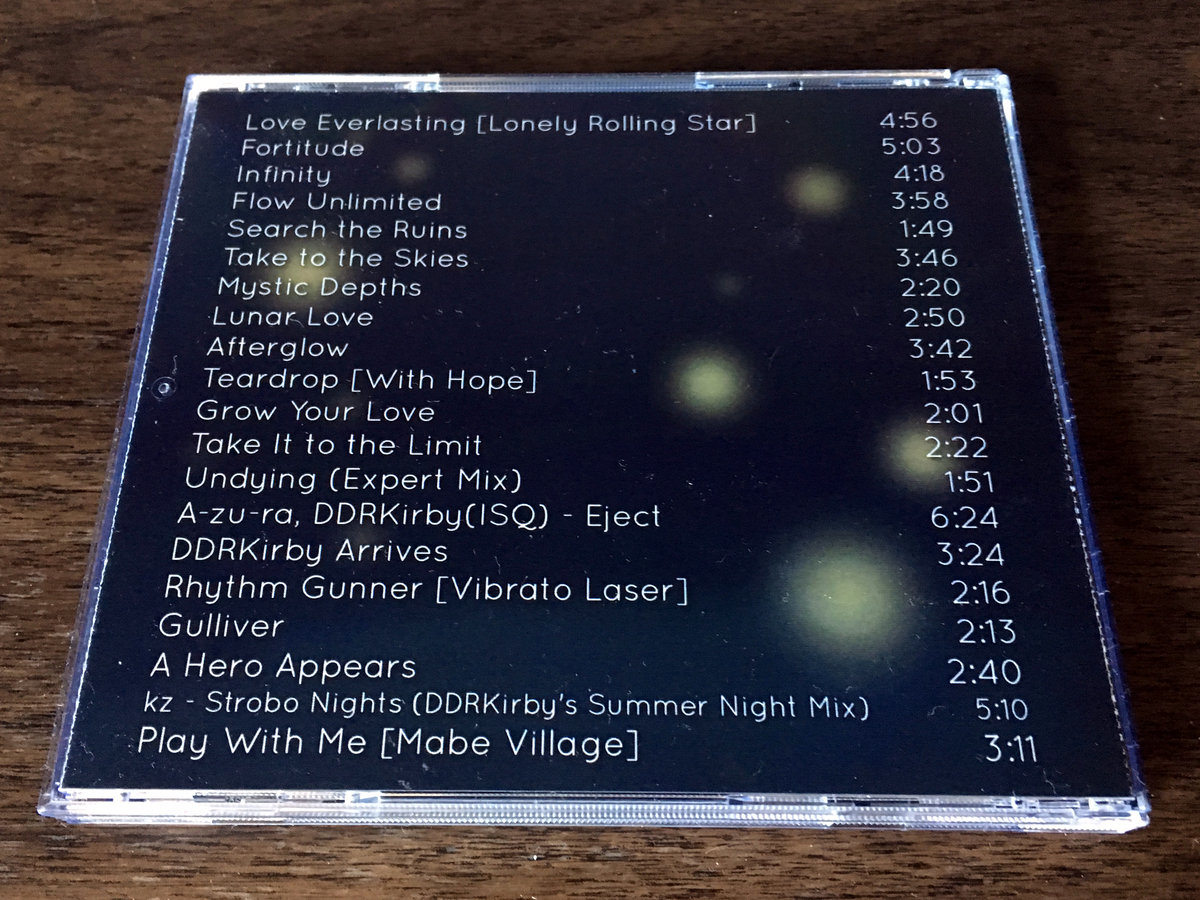 Love Everlasting [Lonely Rolling Star] 4:56
Fortitude 5:03
Infinity 4:18
Flow Unlimited 3:58
Search the Ruins 1:49
Take to the Skies 3:46
Mystic Depths 2:20
Lunar Love 2:50
Afterglow 3:42
Teardrop [With Hope] 1:53
Grow Your Love 2:01
Take It to the Limit 2:22
Undying (Expert Mix) 1:51
A-zu-ra, DDRKirby(ISQ) - Eject 6:24
DDRKirby Arrives 3:24
Rhythm Gunner [Vibrato Laser] 2:16
Gulliver 2:13
A Hero Appears 2:40
kz - Strobo Nights (DDRKirby's Summer Night Mix) 5:10
Play With Me [Mabe Village] 3:11